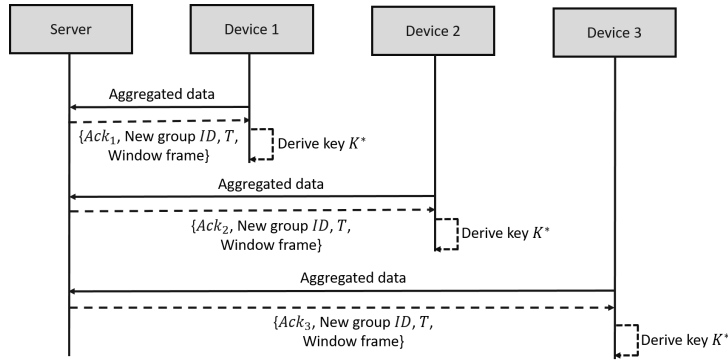 Server
Device 1
Device 2
Device 3
Aggregated data
{Ack₁, New group ID, T,
Window frame}
Derive key K*
Aggregated data
{Ack₂, New group ID, T,
Window frame}
Derive key K*
Aggregated data
{Ack₃, New group ID, T,
Window frame}
Derive key K*